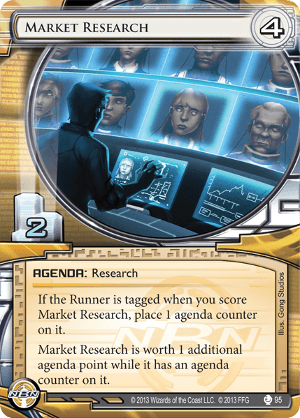 MARKET RESEARCH
4
2
AGENDA: Research
If the Runner is tagged when you score
Market Research, place 1 agenda counter
on it.
Market Research is worth 1 additional
agenda point while it has an agenda
counter on it.
Illus. Gong Studios
NBN
NBN
© 2013 Wizards of the Coast LLC. © 2013 FFG
95